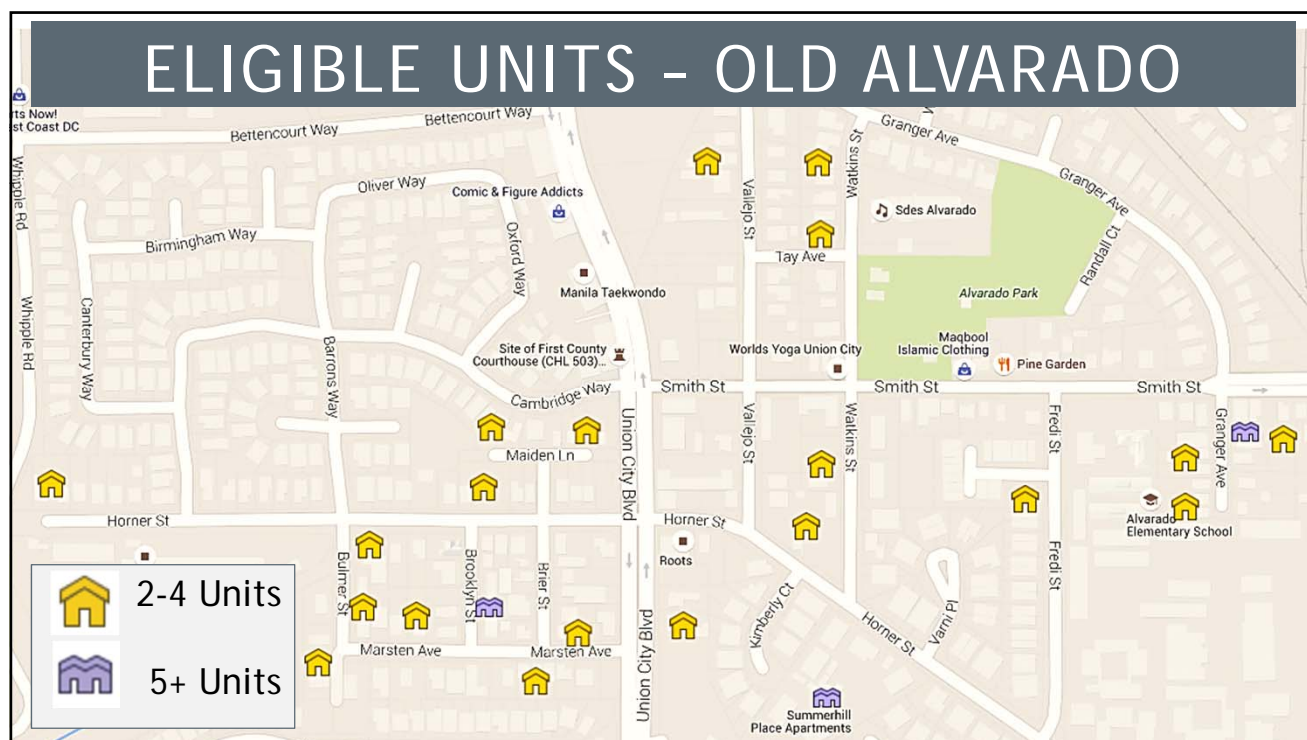 ELIGIBLE UNITS – OLD ALVARADO
rts Now!
st Coast DC
Bettencourt Way
Bettencourt Way
Granger Ave
Whipple Rd
Oliver Way
Comic & Figure Addicts
Vallejo St
Watkins St
Granger Ave
Sdes Alvarado
Birmingham Way
Oxford Way
Tay Ave
Randall Ct
Manila Taekwondo
Alvarado Park
Whipple Rd
Canterbury Way
Barrons Way
Site of First County
Courthouse (CHL 503)...
Worlds Yoga Union City
Maqbool
Islamic Clothing
Pine Garden
Cambridge Way
Smith St
Smith St
Smith St
Union City Blvd
Vallejo St
Watkins St
Fredi St
Granger Ave
Maiden Ln
Horner St
Horner St
Alvarado
Elementary School
Roots
Bulmer St
Brooklyn St
Brier St
Fredi St
Kimberly Ct
Varni Pl
Horner St
Marsten Ave
Marsten Ave
Union City Blvd
Summerhill
Place Apartments
2-4 Units
5+ Units